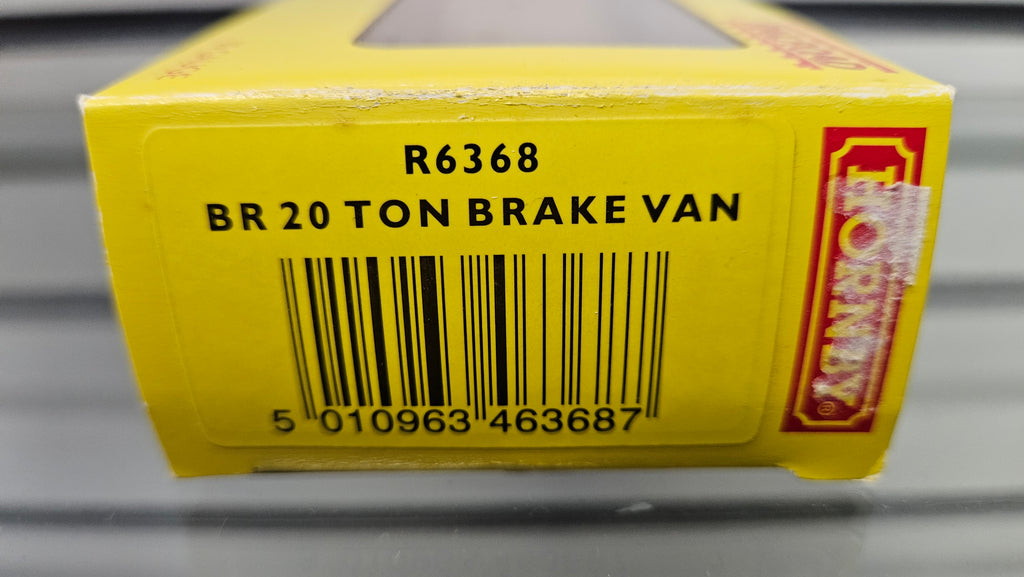 R6368
BR 20 TON BRAKE VAN
5 010963 463687
HORNBY®